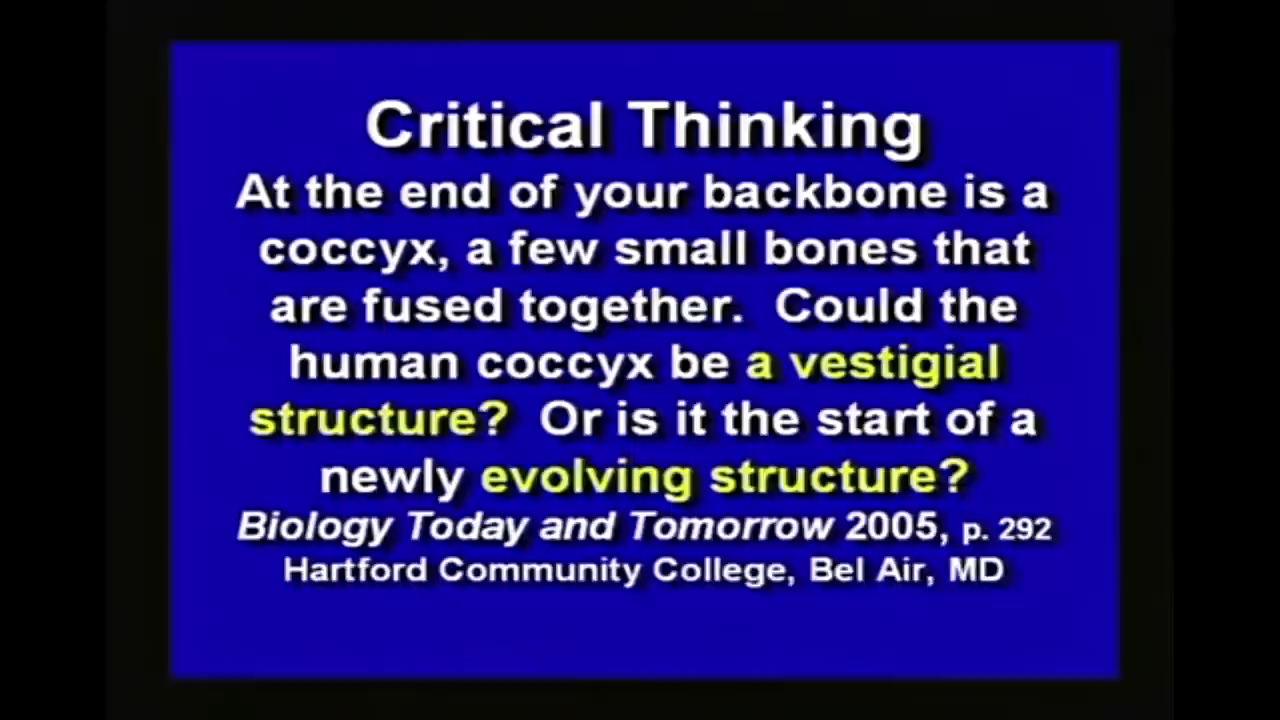 Critical Thinking
At the end of your backbone is a
coccyx, a few small bones that
are fused together. Could the
human coccyx be a vestigial
structure? Or is it the start of a
newly evolving structure?
Biology Today and Tomorrow 2005, p. 292
Hartford Community College, Bel Air, MD